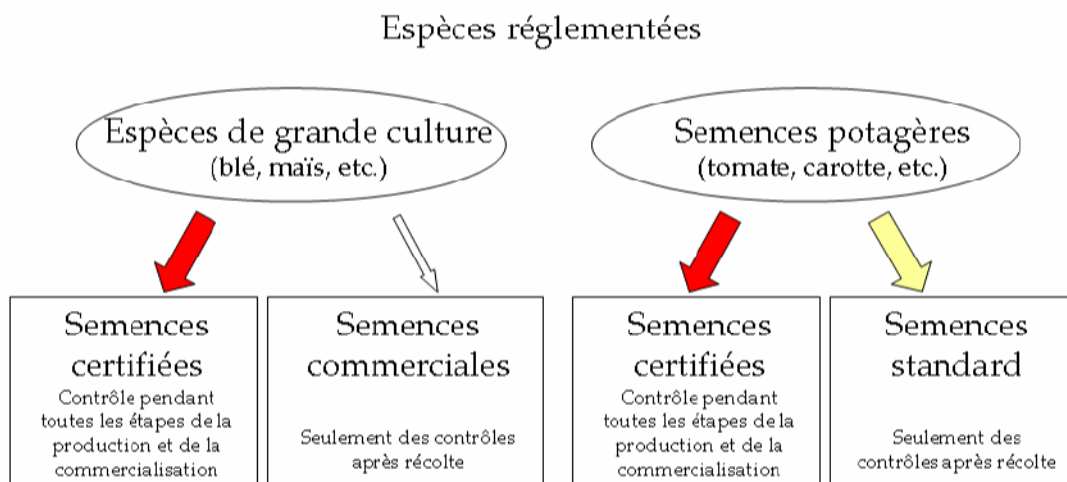 Espèces réglementées
Espèces de grande culture
(blé, maïs, etc.)
Semences potagères
(tomate, carotte, etc.)
Semences
certifiées
Contrôle pendant
toutes les étapes de la
production et de la
commercialisation
Semences
commerciales
Seulement des contrôles
après récolte
Semences
certifiées
Contrôle pendant
toutes les étapes de la
production et de la
commercialisation
Semences
standard
Seulement des
contrôles après récolte